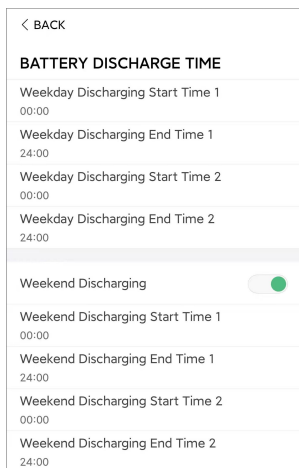 < BACK
BATTERY DISCHARGE TIME
Weekday Discharging Start Time 1
00:00
Weekday Discharging End Time 1
24:00
Weekday Discharging Start Time 2
00:00
Weekday Discharging End Time 2
24:00
Weekend Discharging
Weekend Discharging Start Time 1
00:00
Weekend Discharging End Time 1
24:00
Weekend Discharging Start Time 2
00:00
Weekend Discharging End Time 2
24:00